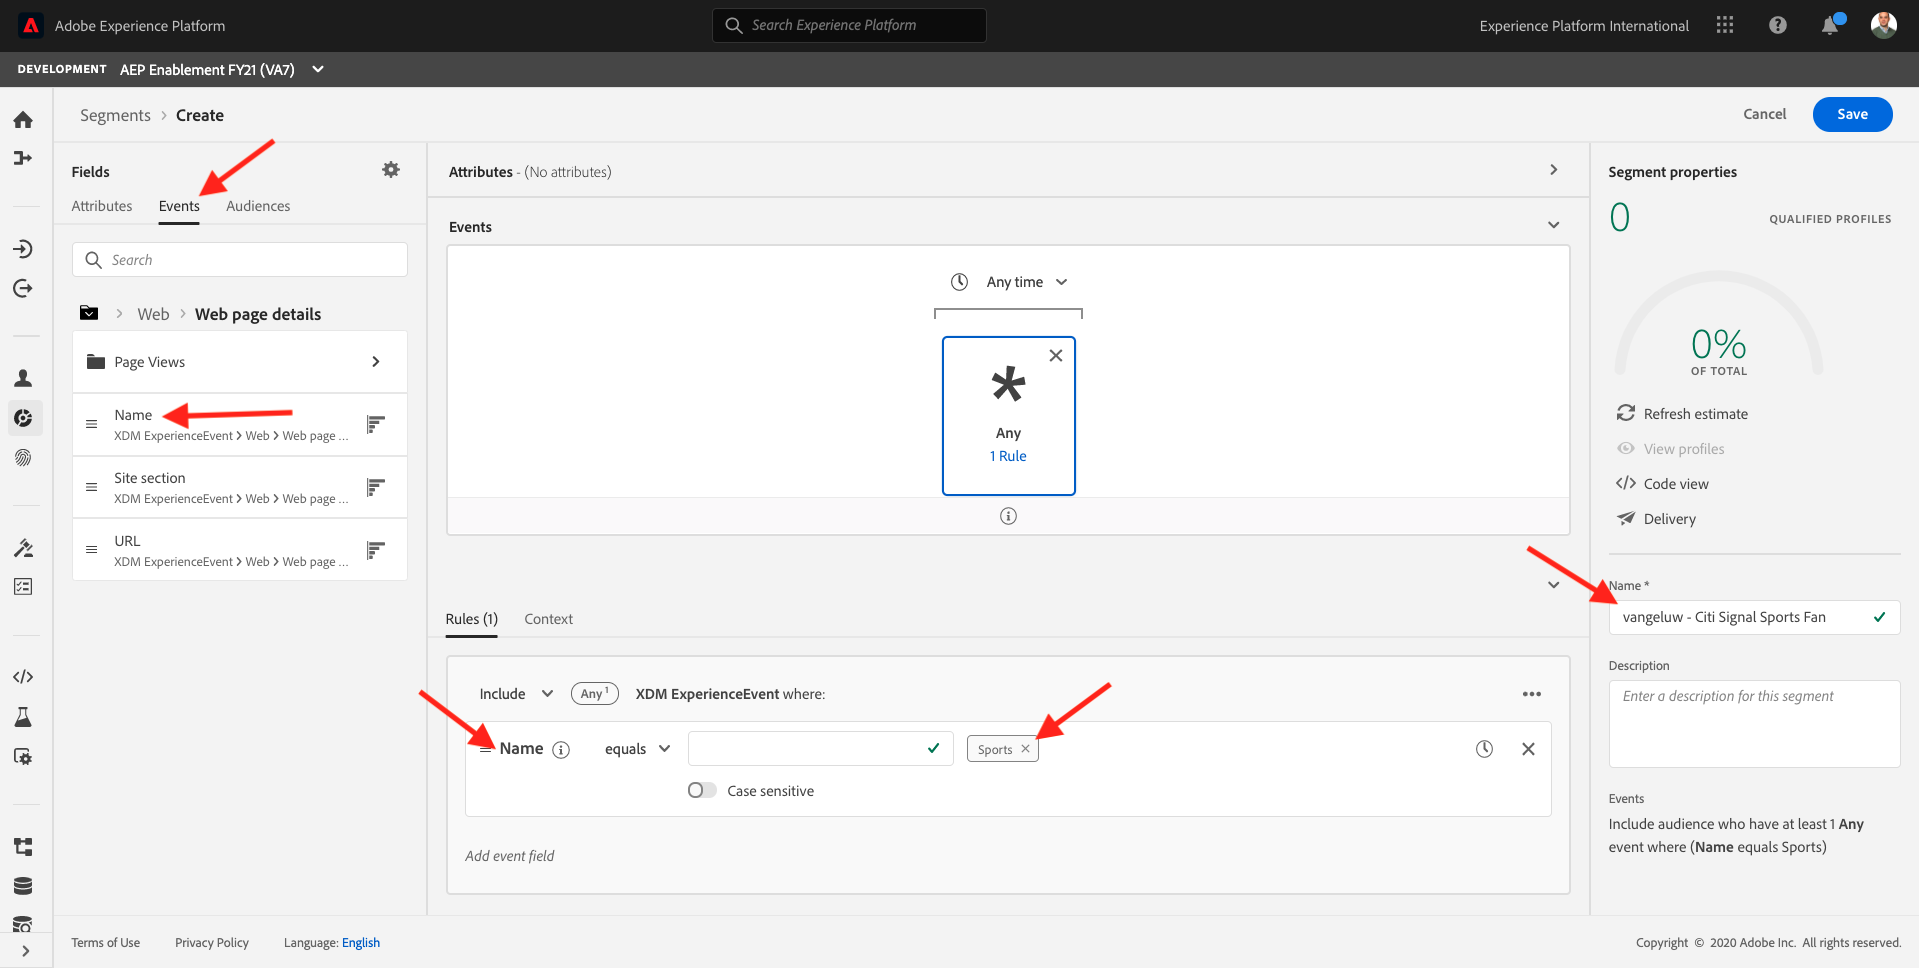 Adobe Experience Platform
Search Experience Platform
Experience Platform International
DEVELOPMENT AEP Enablement FY21 (VA7)
Segments > Create
Cancel
Save
Fields
Attributes
Events
Audiences
Search
Web > Web page details
Page Views
Name
XDM ExperienceEvent > Web > Web page ...
Site section
XDM ExperienceEvent > Web > Web page ...
URL
XDM ExperienceEvent > Web > Web page ...
Attributes - (No attributes)
Events
Any time
Any
1 Rule
Rules (1)
Context
Include
Any 1
XDM ExperienceEvent where:
Name
equals
Sports
Case sensitive
Add event field
Segment properties
0
QUALIFIED PROFILES
0%
OF TOTAL
Refresh estimate
View profiles
Code view
Delivery
Name *
vangeluw - Citi Signal Sports Fan
Description
Enter a description for this segment
Events
Include audience who have at least 1 Any
event where (Name equals Sports)
Terms of Use
Privacy Policy
Language: English
Copyright © 2020 Adobe Inc. All rights reserved.